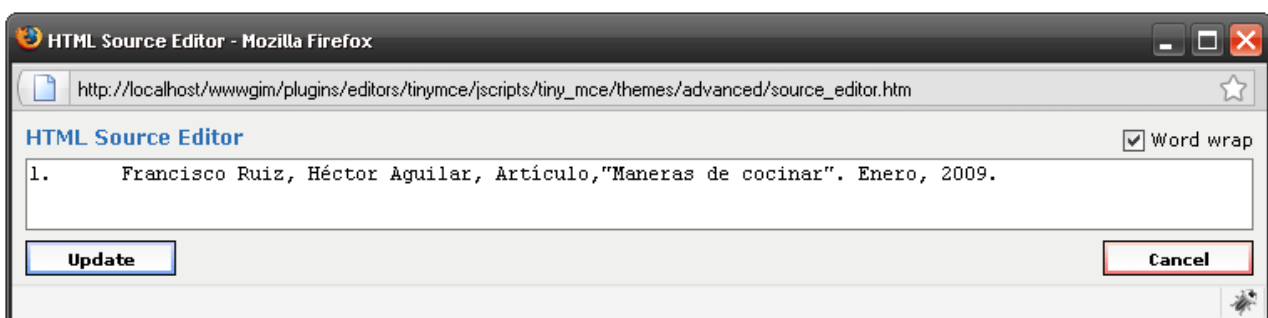 HTML Source Editor - Mozilla Firefox
http://localhost/wwwgim/plugins/editors/tinymce/jscripts/tiny_mce/themes/advanced/source_editor.htm
HTML Source Editor
Word wrap
1. Francisco Ruiz, Héctor Aguilar, Artículo,"Maneras de cocinar". Enero, 2009.
Update
Cancel